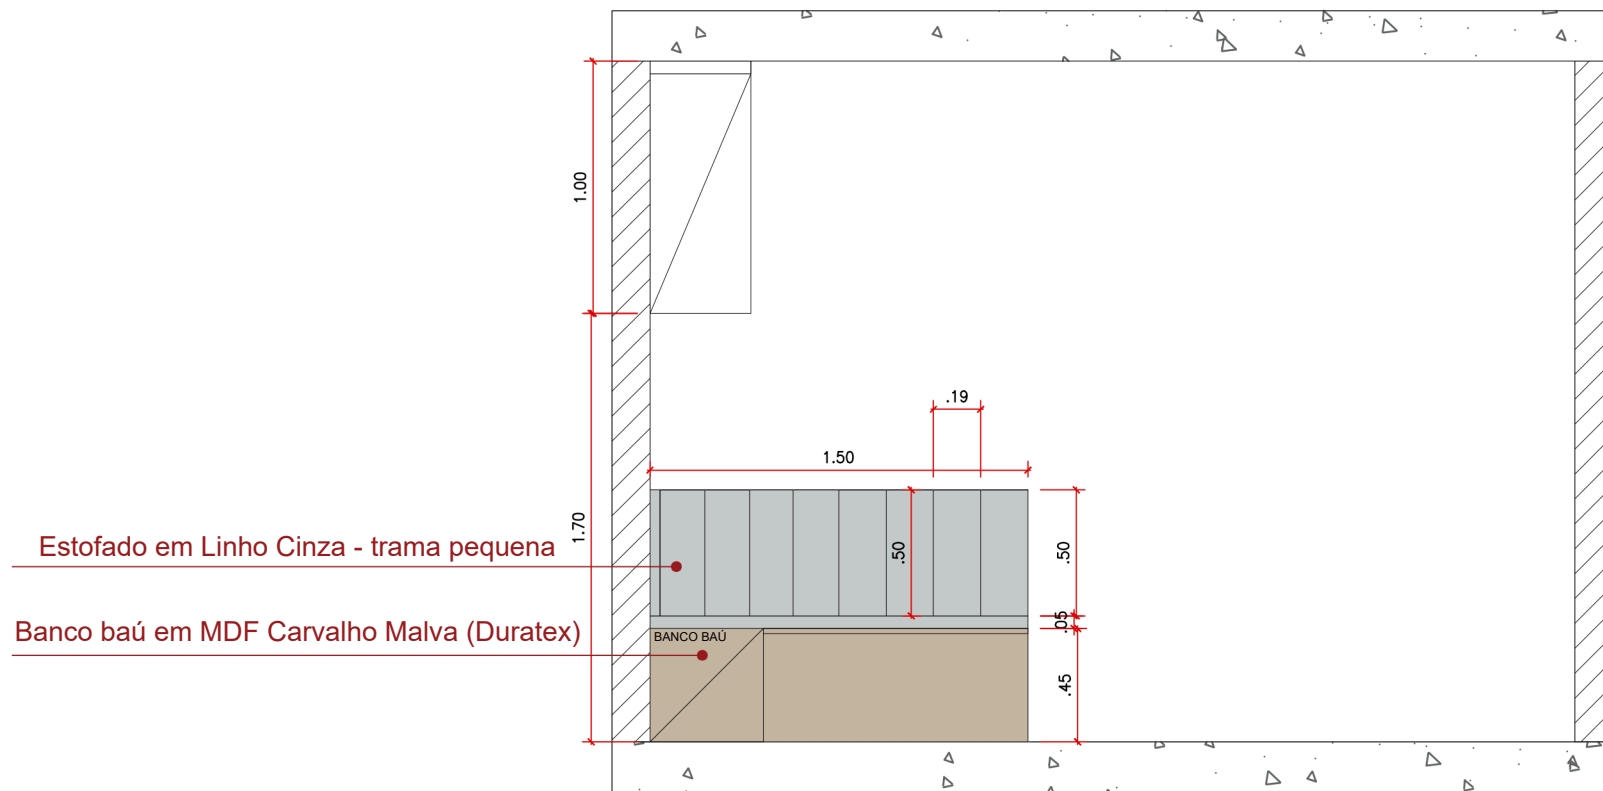 1.00
.19
1.50
1.70
Estofado em Linho Cinza - trama pequena
.50
.50
.05
Banco baú em MDF Carvalho Malva (Duratex)
BANCO BAÚ
.45